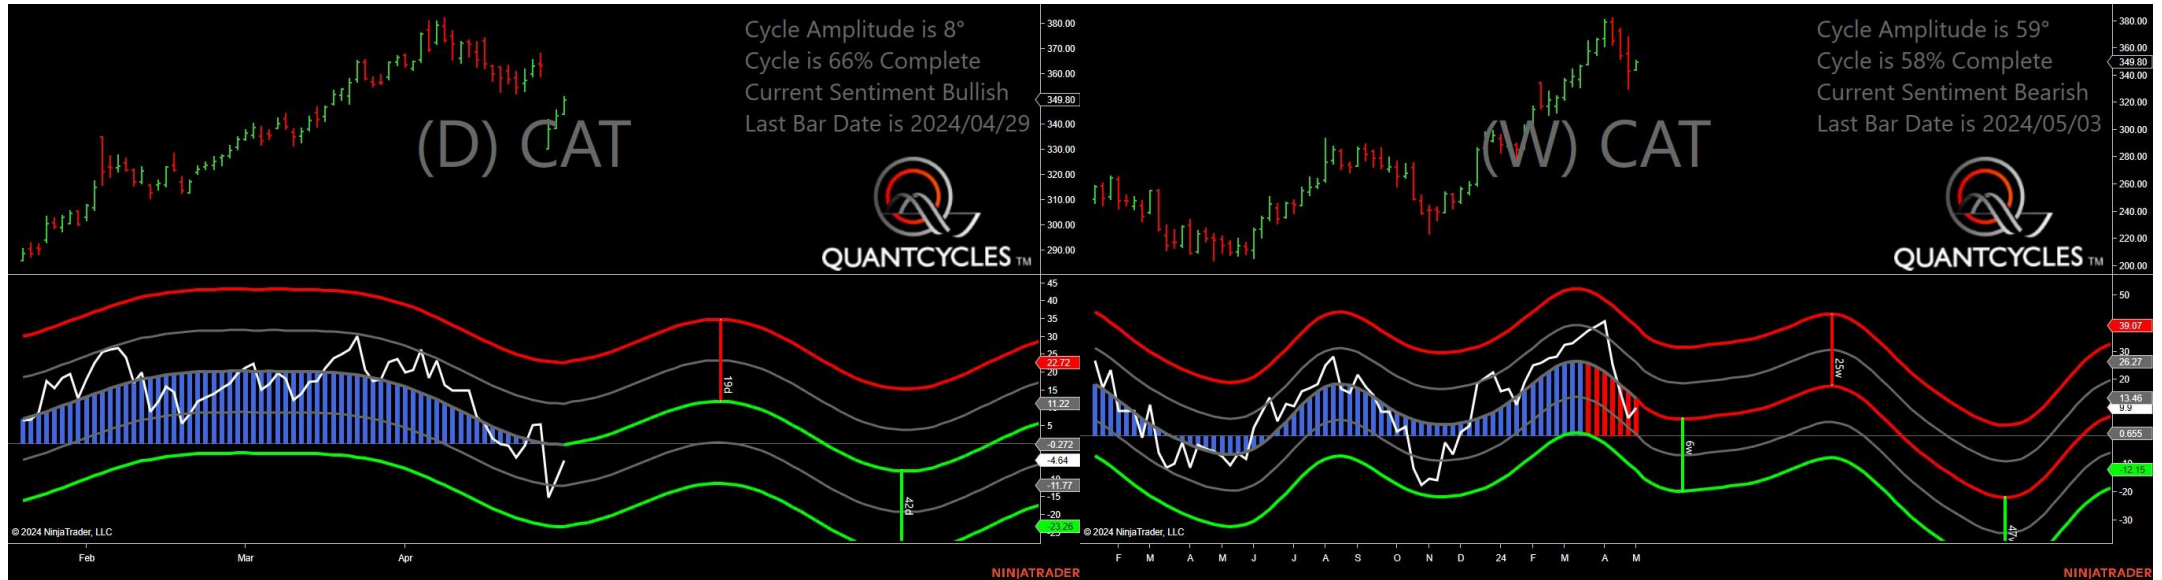 Cycle Amplitude is 8°
Cycle is 66% Complete
Current Sentiment Bullish
Last Bar Date is 2024/04/29
(D) CAT
QUANTCYCLES TM
380.00
370.00
360.00
349.80
340.00
330.00
320.00
310.00
300.00
290.00
45
40
35
30
25
22.72
20
15
11.22
5
-0.272
-4.64
-11.77
-15
-20
-23.26
19d
42d
© 2024 NinjaTrader, LLC
Feb Mar Apr
NINJATRADER
Cycle Amplitude is 59°
Cycle is 58% Complete
Current Sentiment Bearish
Last Bar Date is 2024/05/03
(W) CAT
QUANTCYCLES TM
380.00
360.00
349.80
340.00
320.00
300.00
280.00
260.00
240.00
220.00
200.00
50
39.07
30
26.27
20
13.46
9.9
0.655
-12.15
-20
-30
25w
6w
© 2024 NinjaTrader, LLC
F M A M J J A S O N D 24 F M A M
NINJATRADER